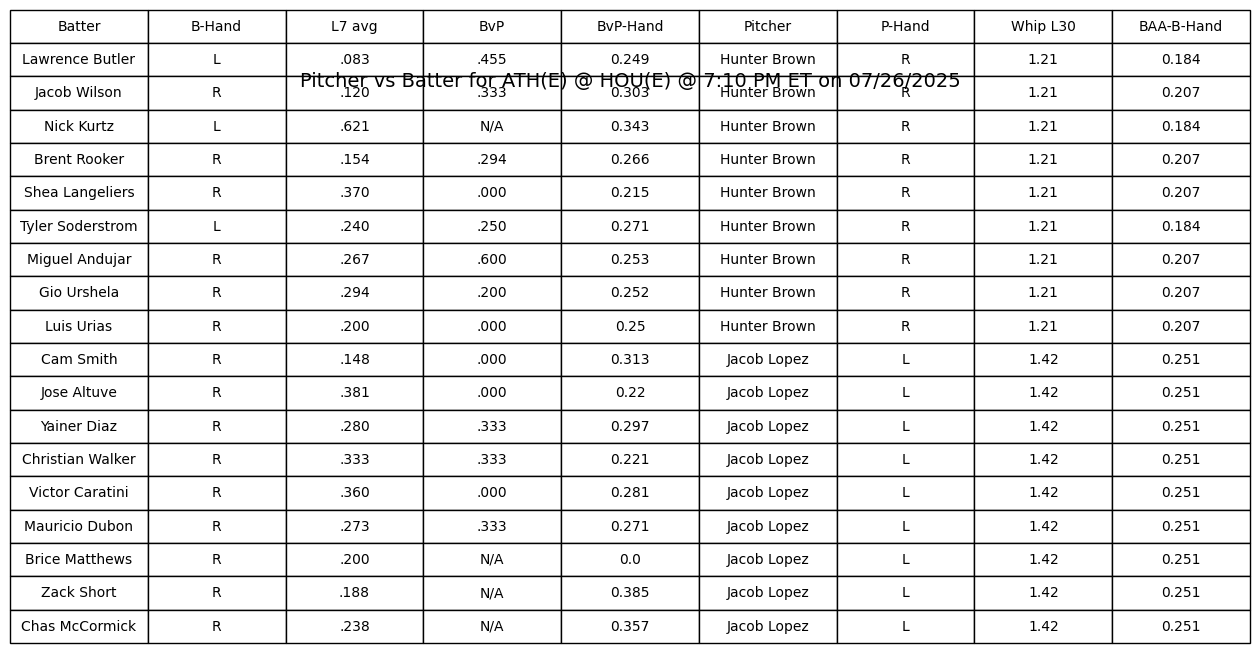 Batter B-Hand L7 avg BvP BvP-Hand Pitcher P-Hand Whip L30 BAA-B-Hand
Lawrence Butler L .083 .455 0.249 Hunter Brown R 1.21 0.184
Pitcher vs Batter for ATH(E) @ HOU(E) @ 7:10 PM ET on 07/26/2025
Jacob Wilson R .120 .333 0.303 Hunter Brown R 1.21 0.207
Nick Kurtz L .621 N/A 0.343 Hunter Brown R 1.21 0.184
Brent Rooker R .154 .294 0.266 Hunter Brown R 1.21 0.207
Shea Langeliers R .370 .000 0.215 Hunter Brown R 1.21 0.207
Tyler Soderstrom L .240 .250 0.271 Hunter Brown R 1.21 0.184
Miguel Andujar R .267 .600 0.253 Hunter Brown R 1.21 0.207
Gio Urshela R .294 .200 0.252 Hunter Brown R 1.21 0.207
Luis Urias R .200 .000 0.25 Hunter Brown R 1.21 0.207
Cam Smith R .148 .000 0.313 Jacob Lopez L 1.42 0.251
Jose Altuve R .381 .000 0.22 Jacob Lopez L 1.42 0.251
Yainer Diaz R .280 .333 0.297 Jacob Lopez L 1.42 0.251
Christian Walker R .333 .333 0.221 Jacob Lopez L 1.42 0.251
Victor Caratini R .360 .000 0.281 Jacob Lopez L 1.42 0.251
Mauricio Dubon R .273 .333 0.271 Jacob Lopez L 1.42 0.251
Brice Matthews R .200 N/A 0.0 Jacob Lopez L 1.42 0.251
Zack Short R .188 N/A 0.385 Jacob Lopez L 1.42 0.251
Chas McCormick R .238 N/A 0.357 Jacob Lopez L 1.42 0.251